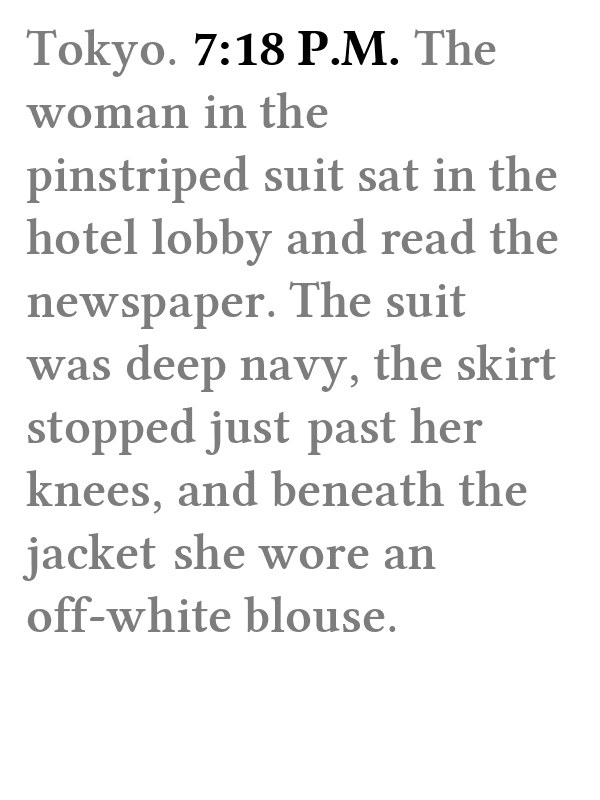 Tokyo. 7:18 P.M. The
woman in the
pinstriped suit sat in the
hotel lobby and read the
newspaper. The suit
was deep navy, the skirt
stopped just past her
knees, and beneath the
jacket she wore an
off-white blouse.